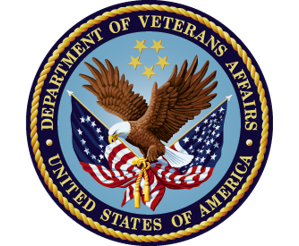 DEPARTMENT OF VETERANS AFFAIRS
UNITED STATES OF AMERICA